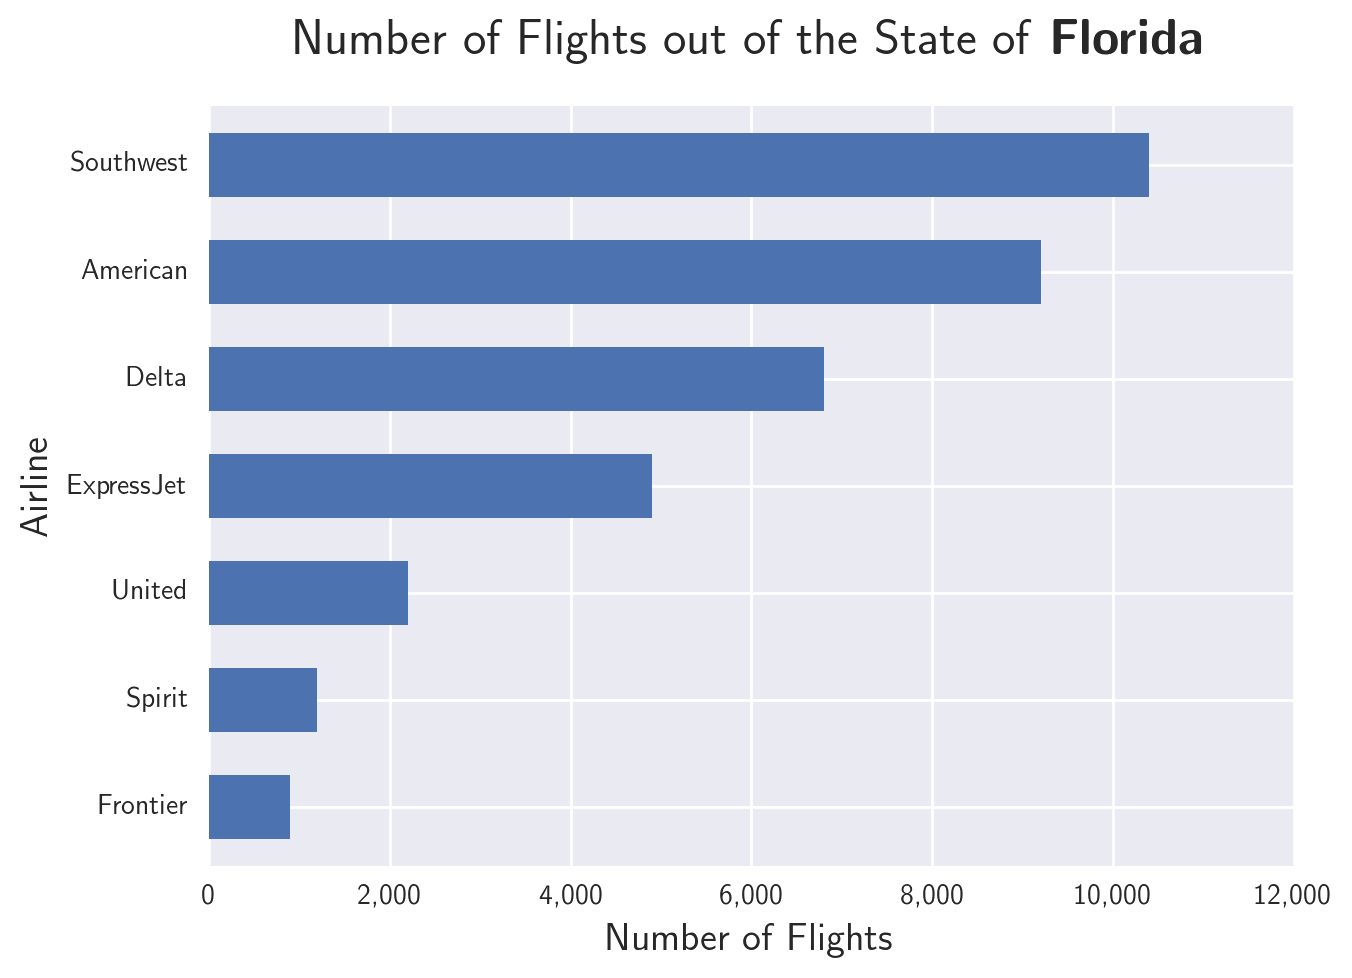 Number of Flights out of the State of Florida
Southwest
American
Delta
ExpressJet
United
Spirit
Frontier
Airline
0 2,000 4,000 6,000 8,000 10,000 12,000
Number of Flights